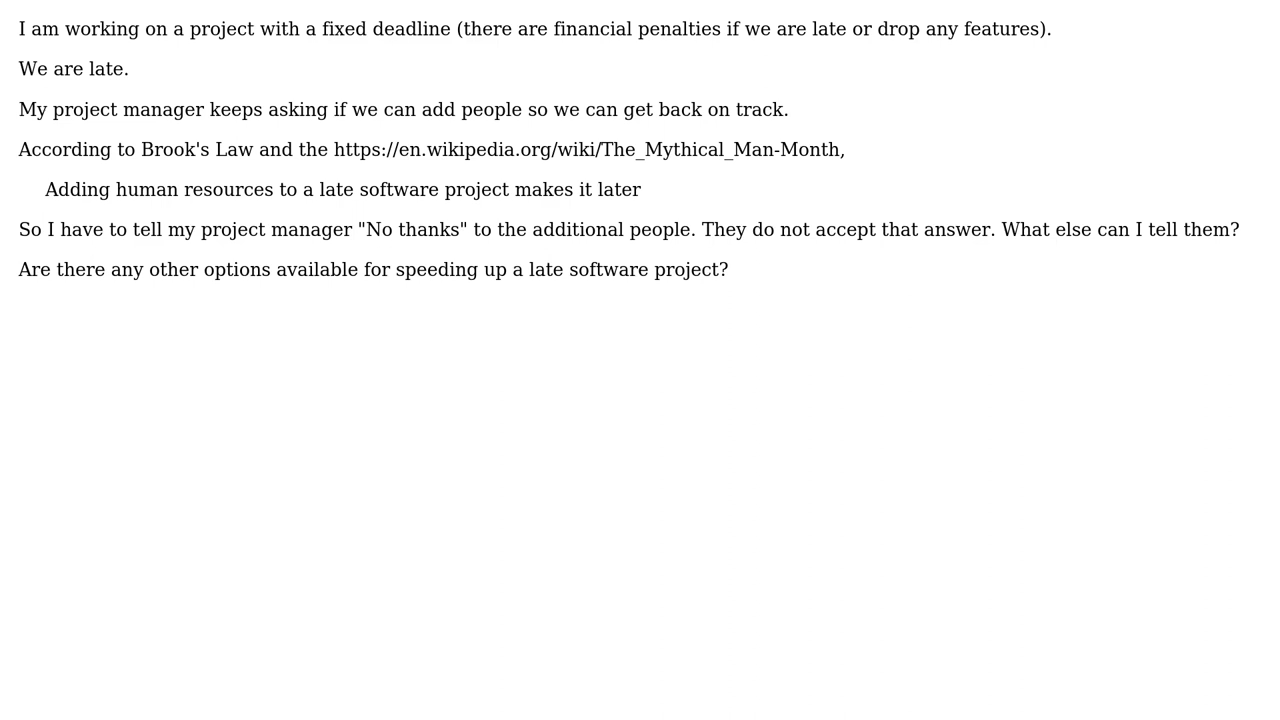 I am working on a project with a fixed deadline (there are financial penalties if we are late or drop any features).
We are late.
My project manager keeps asking if we can add people so we can get back on track.
According to Brook's Law and the https://en.wikipedia.org/wiki/The_Mythical_Man-Month,
Adding human resources to a late software project makes it later
So I have to tell my project manager "No thanks" to the additional people. They do not accept that answer. What else can I tell them?
Are there any other options available for speeding up a late software project?